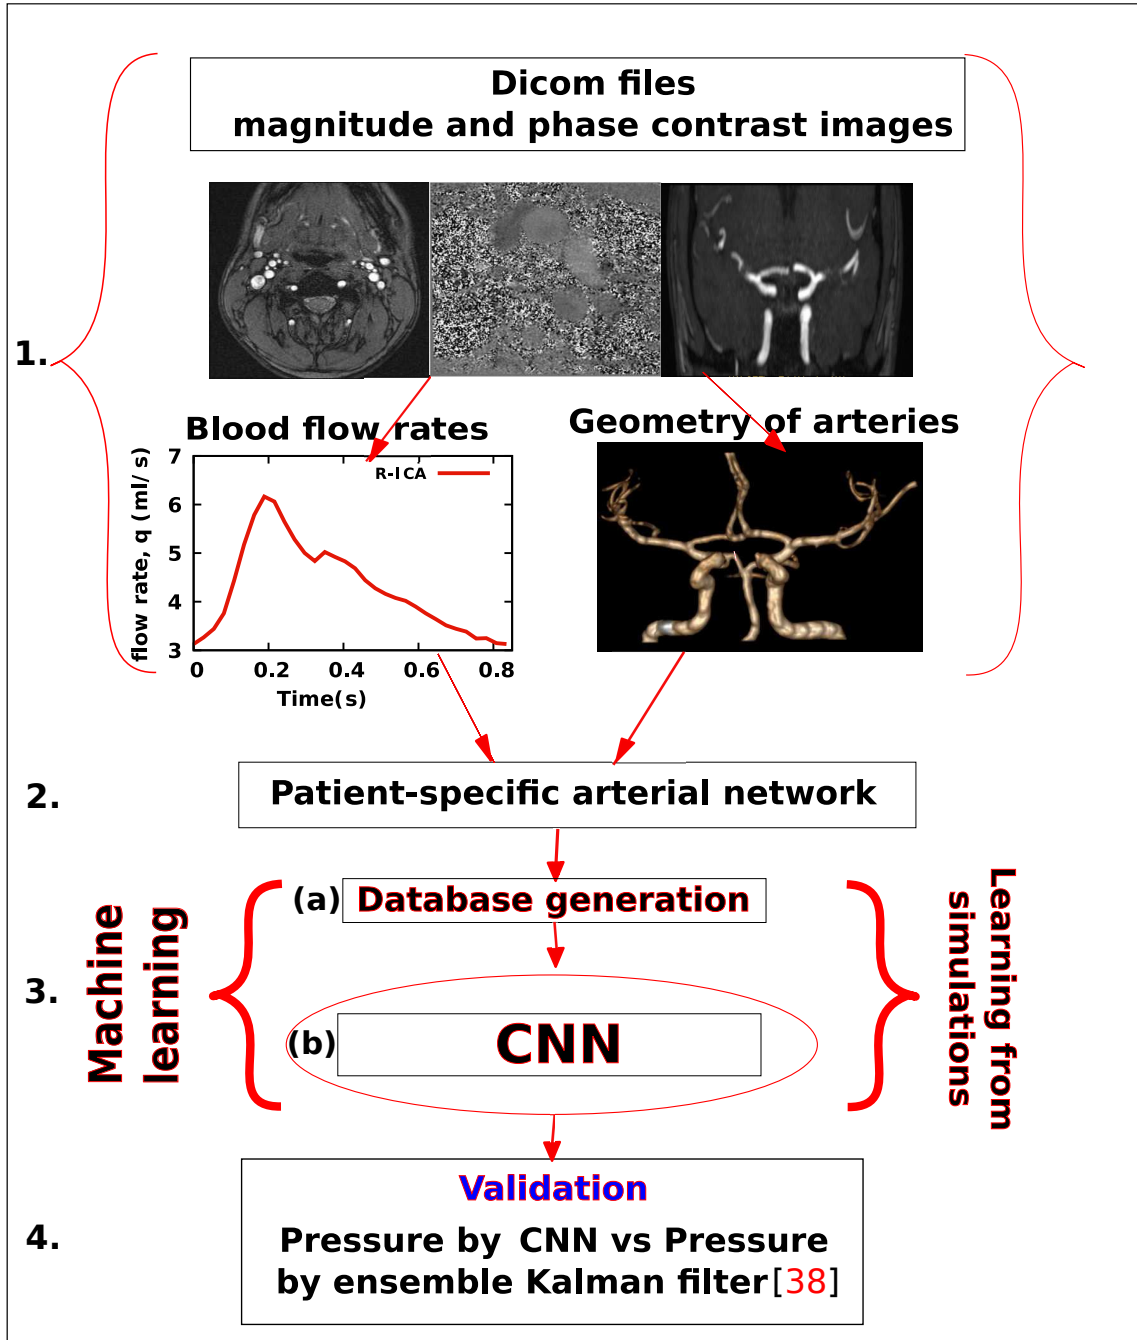 Dicom files
magnitude and phase contrast images
1.
Blood flow rates
Geometry of arteries
flow rate, q (ml/ s)
7
6
5
4
3
R-ICA
0
0.2
0.4
0.6
0.8
Time(s)
2.
Patient-specific arterial network
3.
Machine
learning
(a)
Database generation
(b)
CNN
Learning from
simulations
4.
Validation
Pressure by CNN vs Pressure
by ensemble Kalman filter[38]